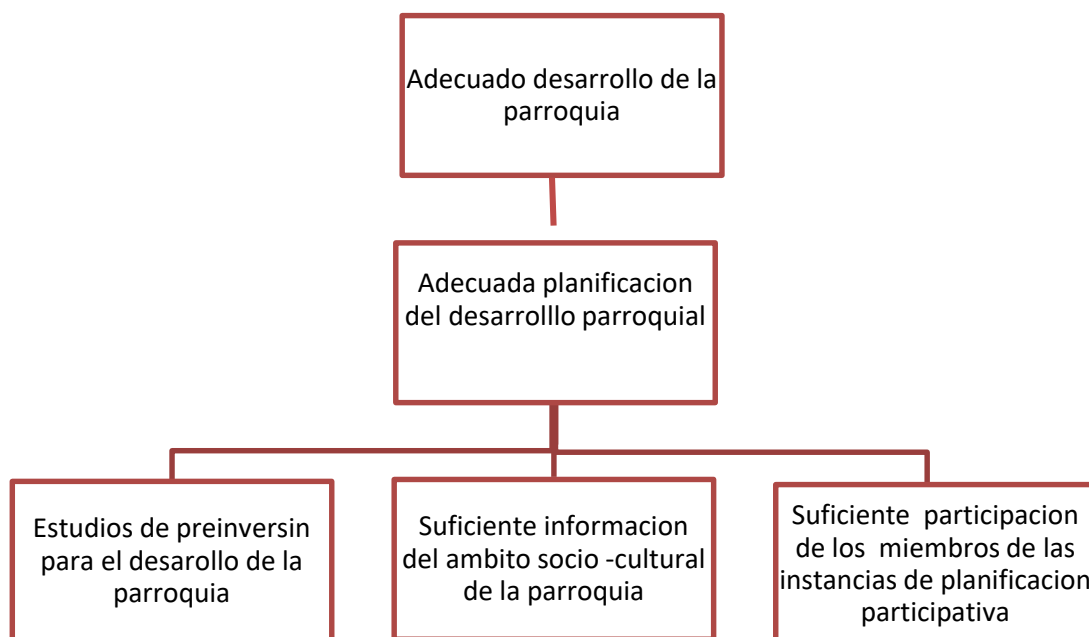 Adecuado desarrollo de la
parroquia
Adecuada planificacion
del desarrolllo parroquial
Estudios de preinversin
para el desarollo de la
parroquia
Suficiente informacion
del ambito socio -cultural
de la parroquia
Suficiente participacion
de los miembros de las
instancias de planificacion
participativa